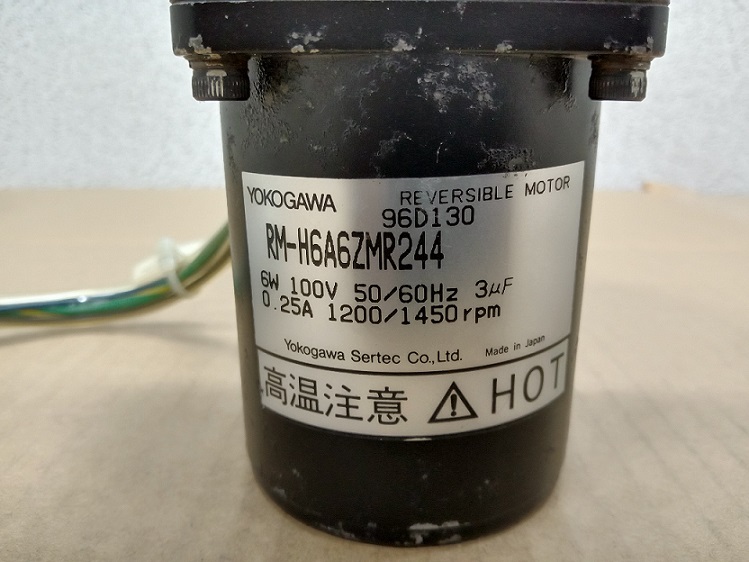 YOKOGAWA REVERSIBLE MOTOR
96D130
RM-H6A6ZMR244
6W 100V 50/60Hz 3μF
0.25A 1200/1450rpm
Yokogawa Sertec Co.,Ltd. Made in Japan
高温注意 ⚠ HOT